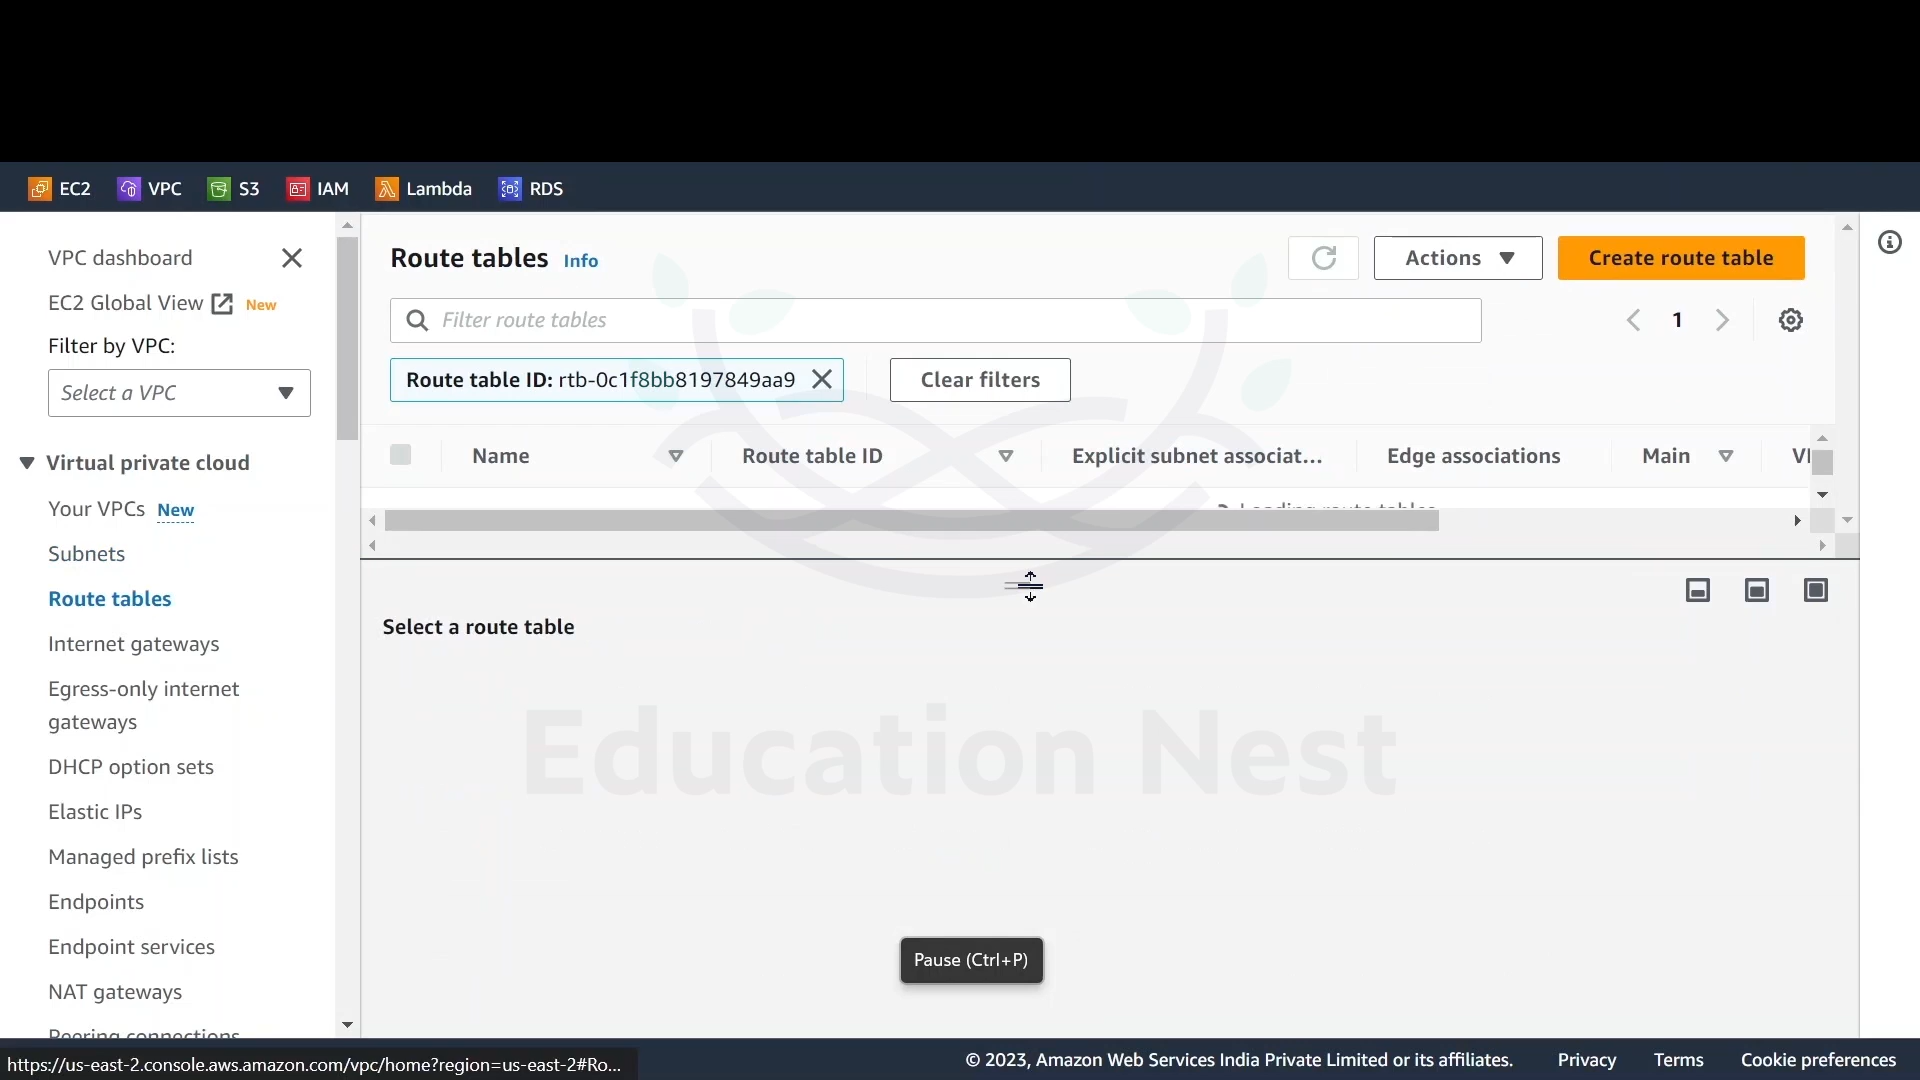 EC2 VPC S3 IAM Lambda RDS
VPC dashboard
EC2 Global View New
Filter by VPC:
Select a VPC
Virtual private cloud
Your VPCs New
Subnets
Route tables
Internet gateways
Egress-only internet
gateways
DHCP option sets
Elastic IPs
Managed prefix lists
Endpoints
Endpoint services
NAT gateways
Peering connections
Route tables Info
Actions
Create route table
Filter route tables
1
Route table ID: rtb-0c1f8bb8197849aa9
Clear filters
Name Route table ID Explicit subnet associat... Edge associations Main
Loading route tables
Select a route table
Education Nest
Pause (Ctrl+P)
https://us-east-2.console.aws.amazon.com/vpc/home?region=us-east-2#Ro...
© 2023, Amazon Web Services India Private Limited or its affiliates. Privacy Terms Cookie preferences